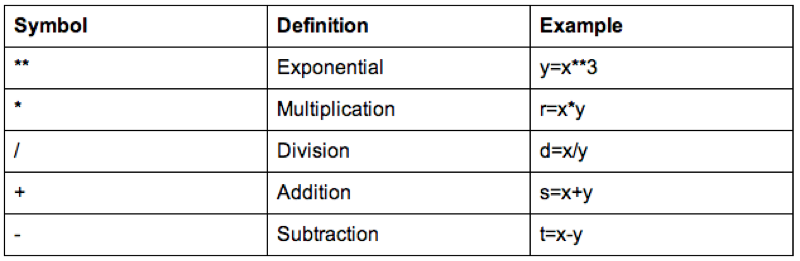 Symbol Definition Example
** Exponential y=x**3
* Multiplication r=x*y
/ Division d=x/y
+ Addition s=x+y
- Subtraction t=x-y